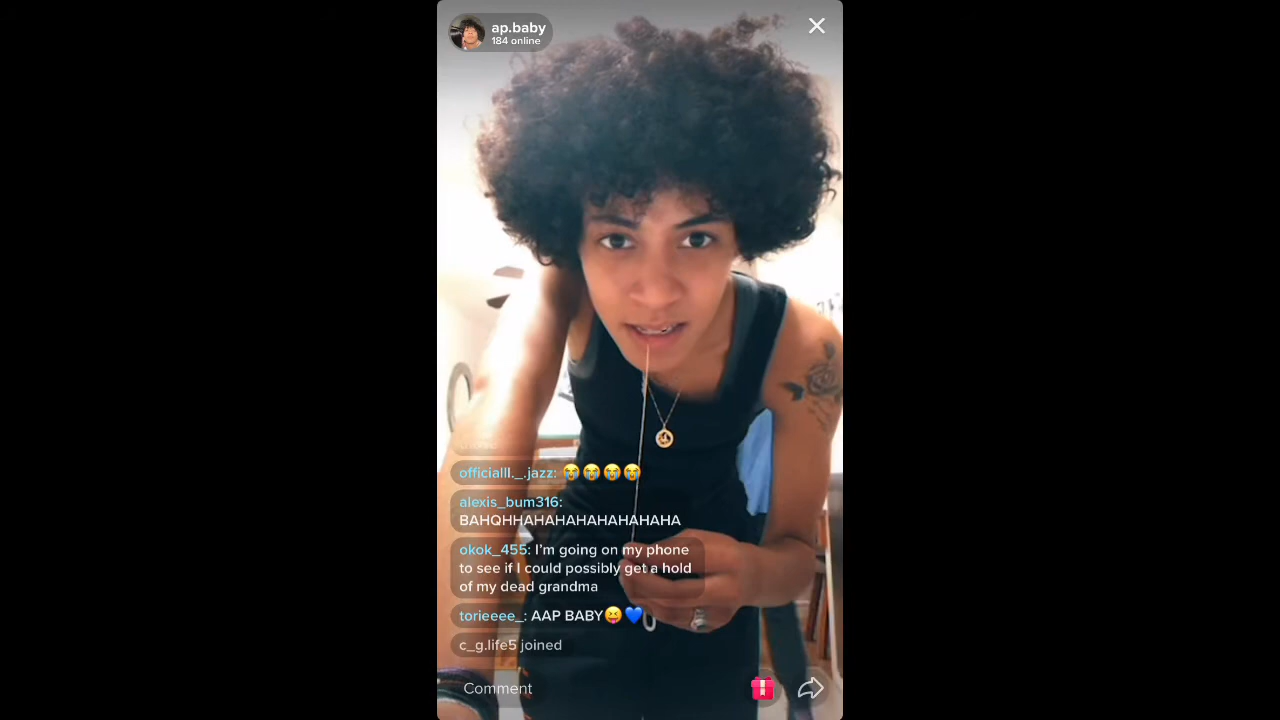 ap.baby
184 online
officialll._.jazz: 😭😭😭😭
alexis_bum316:
BAHQHHAHAHAHAHAHAHAHA
okok_455: I'm going on my phone
to see if I could possibly get a hold
of my dead grandma
torieeee_: AAP BABY😝💙
c_g.life5 joined
Comment